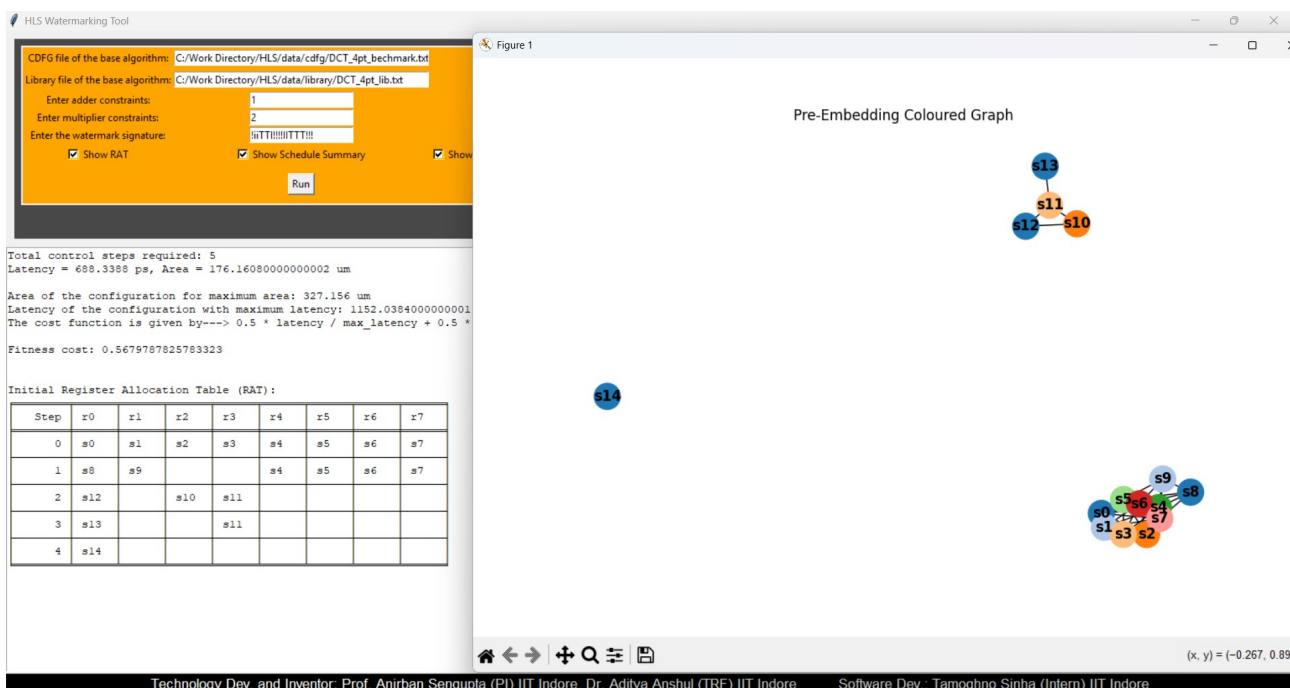 HLS Watermarking Tool
CDFG file of the base algorithm: C:/Work Directory/HLS/data/cdfg/DCT_4pt_bechmark.txt
Library file of the base algorithm: C:/Work Directory/HLS/data/library/DCT_4pt_lib.txt
Enter adder constraints: 1
Enter multiplier constraints: 2
Enter the watermark signature:
Show RAT Show Schedule Summary Show
Run
Total control steps required: 5
Latency = 688.3388 ps, Area = 176.16080000000002 um
Area of the configuration for maximum area: 327.156 um
Latency of the configuration with maximum latency: 1152.0384000000001
The cost function is given by---> 0.5 * latency / max_latency + 0.5 *
Fitness cost: 0.5679787825783323
Initial Register Allocation Table (RAT):
Step r0 r1 r2 r3 r4 r5 r6 r7
0 s0 s1 s2 s3 s4 s5 s6 s7
1 s8 s9 s4 s5 s6 s7
2 s12 s10 s11
3 s13 s11
4 s14
Figure 1
Pre-Embedding Coloured Graph
s13
s11
s12 s10
s14
s9
s5 s6 s4 s8
s0 s7
s1
s3 s2
(x, y) = (−0.267, 0.89
Technology Dev. and Inventor: Prof. Anirban Sengupta (PI) IIT Indore, Dr. Aditya Anshul (TRF) IIT Indore Software Dev.: Tamoghno Sinha (Intern) IIT Indore